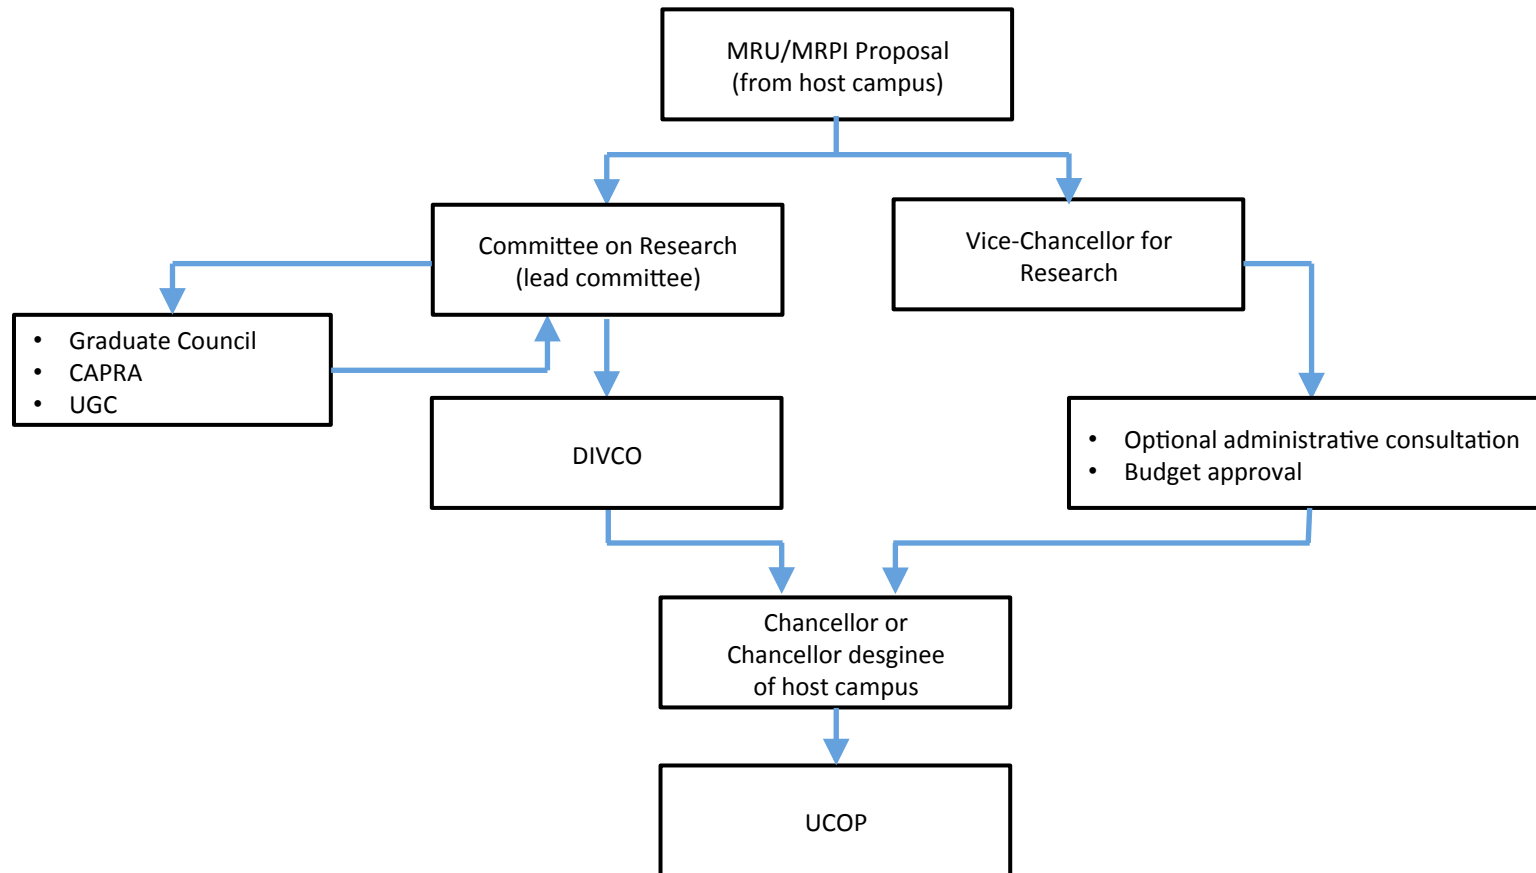 MRU/MRPI Proposal
(from host campus)
Committee on Research
(lead committee)
Vice-Chancellor for
Research
• Graduate Council
• CAPRA
• UGC
DIVCO
• Optional administrative consultation
• Budget approval
Chancellor or
Chancellor desginee
of host campus
UCOP